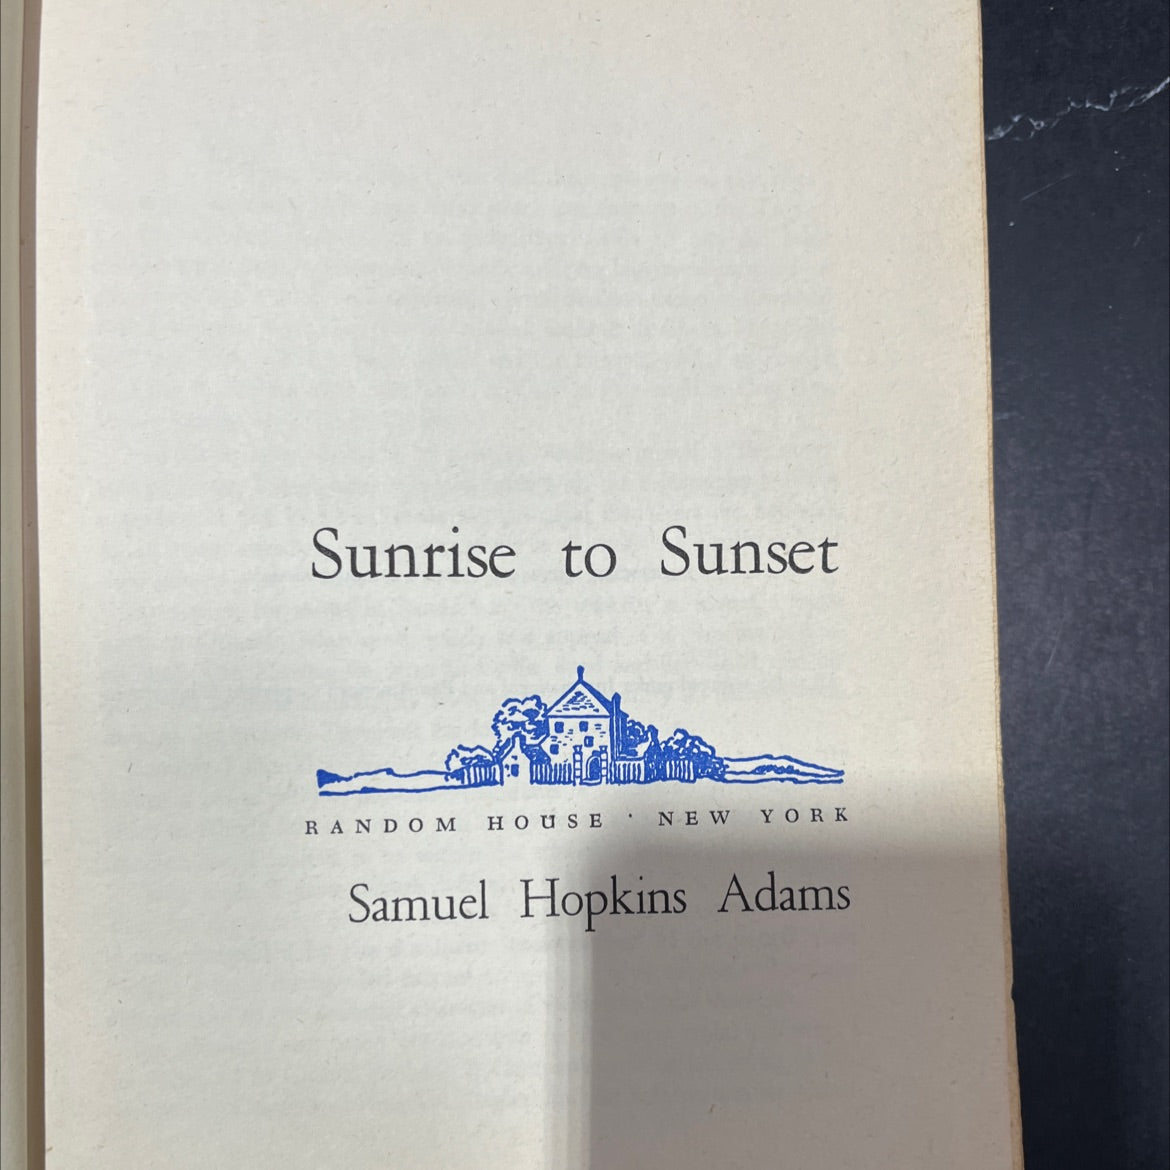 Sunrise to Sunset
RANDOM HOUSE · NEW YORK
Samuel Hopkins Adams